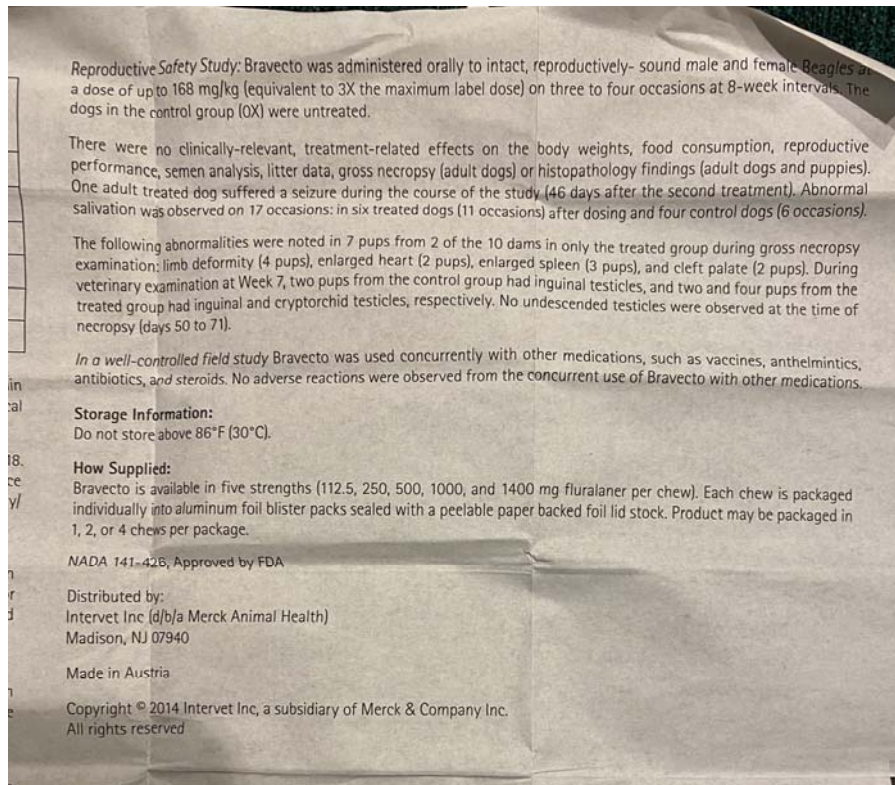 Reproductive Safety Study: Bravecto was administered orally to intact, reproductively- sound male and female Beagles at
a dose of up to 168 mg/kg (equivalent to 3X the maximum label dose) on three to four occasions at 8-week intervals. The
dogs in the control group (0X) were untreated.
There were no clinically-relevant, treatment-related effects on the body weights, food consumption, reproductive
performance, semen analysis, litter data, gross necropsy (adult dogs) or histopathology findings (adult dogs and puppies).
One adult treated dog suffered a seizure during the course of the study (46 days after the second treatment). Abnormal
salivation was observed on 17 occasions: in six treated dogs (11 occasions) after dosing and four control dogs (6 occasions).
The following abnormalities were noted in 7 pups from 2 of the 10 dams in only the treated group during gross necropsy
examination: limb deformity (4 pups), enlarged heart (2 pups), enlarged spleen (3 pups), and cleft palate (2 pups). During
veterinary examination at Week 7, two pups from the control group had inguinal testicles, and two and four pups from the
treated group had inguinal and cryptorchid testicles, respectively. No undescended testicles were observed at the time of
necropsy (days 50 to 71).
In a well-controlled field study Bravecto was used concurrently with other medications, such as vaccines, anthelmintics,
antibiotics, and steroids. No adverse reactions were observed from the concurrent use of Bravecto with other medications.
Storage Information:
Do not store above 86°F (30°C).
How Supplied:
Bravecto is available in five strengths (112.5, 250, 500, 1000, and 1400 mg fluralaner per chew). Each chew is packaged
individually into aluminum foil blister packs sealed with a peelable paper backed foil lid stock. Product may be packaged in
1, 2, or 4 chews per package.
NADA 141-426, Approved by FDA
Distributed by:
Intervet Inc (d/b/a Merck Animal Health)
Madison, NJ 07940
Made in Austria
Copyright © 2014 Intervet Inc, a subsidiary of Merck & Company Inc.
All rights reserved